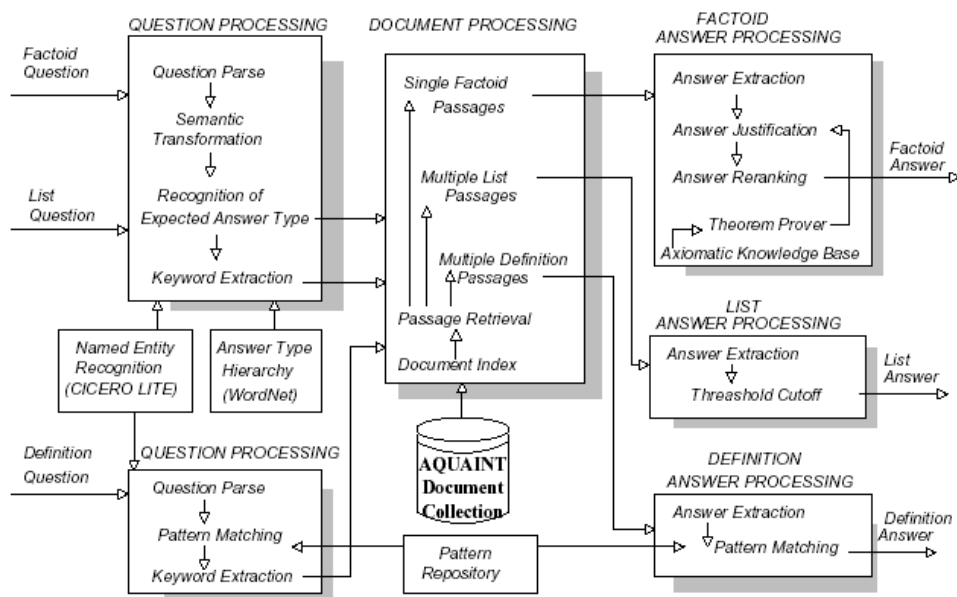 QUESTION PROCESSING
Factoid
Question
List
Question
Question Parse
Semantic
Transformation
Recognition of
Expected Answer Type
Keyword Extraction
Named Entity
Recognition
(CICERO LITE)
Answer Type
Hierarchy
(WordNet)
DOCUMENT PROCESSING
Single Factoid
Passages
Multiple List
Passages
Multiple Definition
Passages
Passage Retrieval
Document Index
AQUAINT
Document
Collection
FACTOID
ANSWER PROCESSING
Answer Extraction
Answer Justification
Answer Reranking
Theorem Prover
Axiomatic Knowledge Base
Factoid
Answer
LIST
ANSWER PROCESSING
Answer Extraction
Threashold Cutoff
List
Answer
QUESTION PROCESSING
Definition
Question
Question Parse
Pattern Matching
Keyword Extraction
Pattern
Repository
DEFINITION
ANSWER PROCESSING
Answer Extraction
Pattern Matching
Definition
Answer